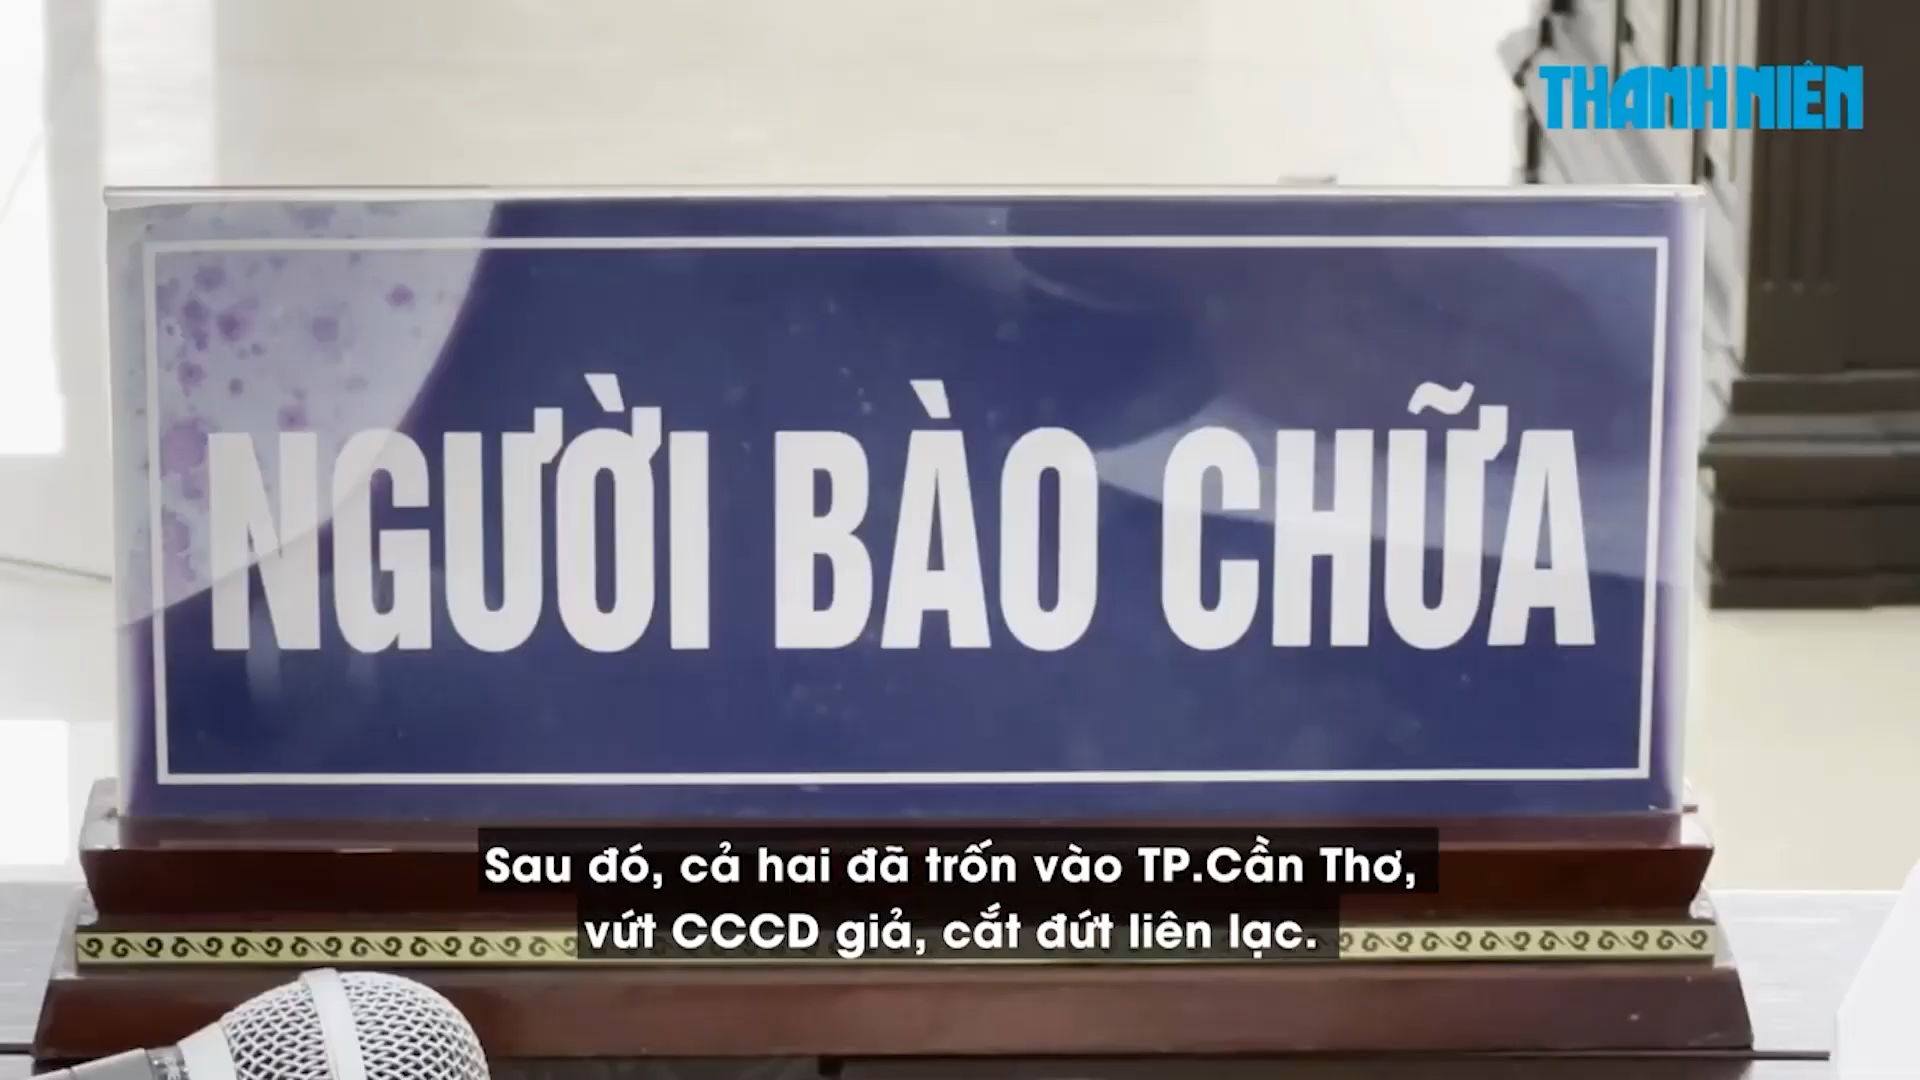 THANH NIÊN
NGƯỜI BÀO CHỮA
Sau đó, cả hai đã trốn vào TP.Cần Thơ,
vứt CCCD giả, cắt đứt liên lạc.